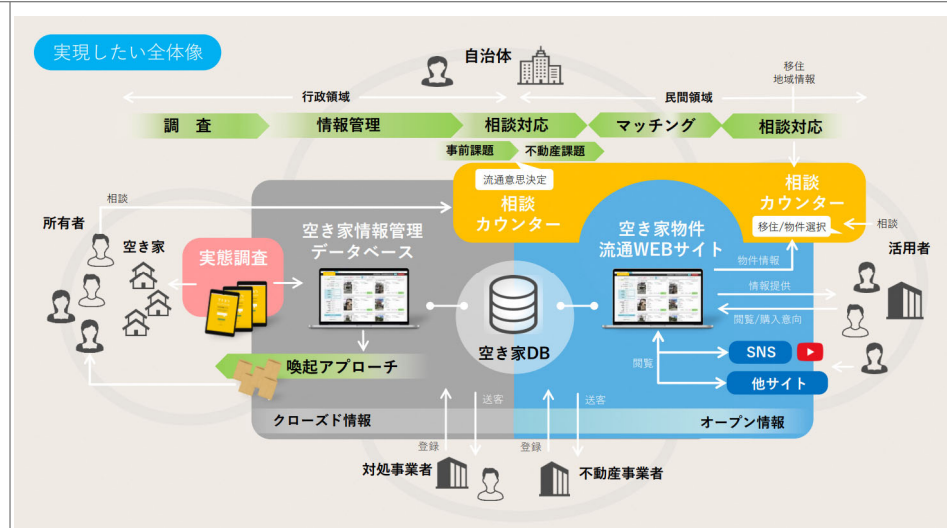 実現したい全体像
自治体
移住
地域情報
行政領域
民間領域
調　査
情報管理
相談対応
マッチング
相談対応
事前課題
不動産課題
流通意思決定
相談
カウンター
相談
カウンター
移住/物件選択
相談
所有者
空き家
相談
活用者
実態調査
空き家情報管理
データベース
空き家物件
流通WEBサイト
物件情報
情報提供
閲覧/購入意向
空き家DB
閲覧
SNS
他サイト
喚起アプローチ
クローズド情報
オープン情報
送客
送客
登録
登録
対処事業者
不動産事業者